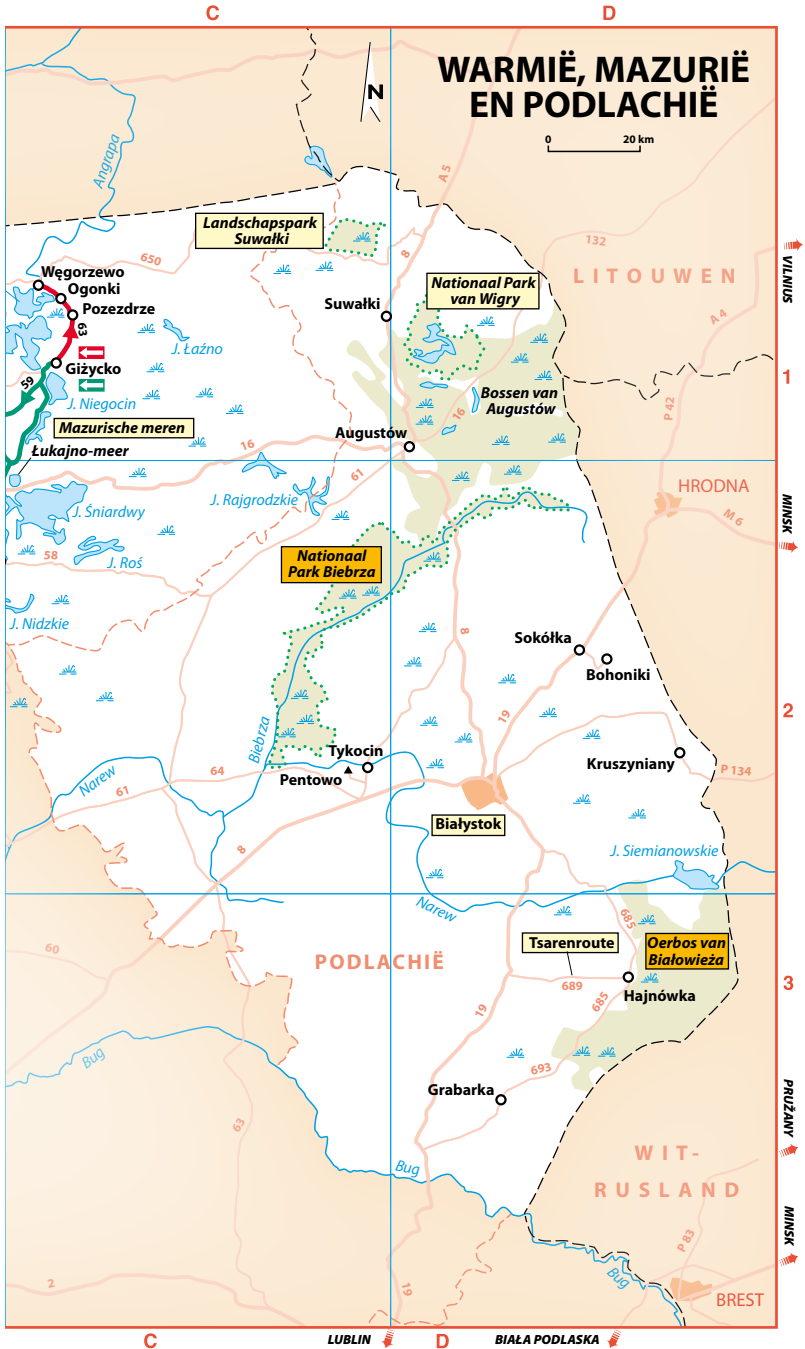 C
D
WARMIË, MAZURIË
EN PODLACHIË
N
0
20 km
Angrapa
A 5
Landschapspark
Suwałki
650
8
132
VILNIUS
LITOUWEN
Węgorzewo
Ogonki
Pozezdrze
Nationaal Park
van Wigry
Suwałki
63
J. Łaźno
A 4
Giżycko
59
J. Niegocin
1
Bossen van
Augustów
16
P 42
Mazurische meren
Augustów
16
Łukajno-meer
61
HRODNA
J. Rajgrodzkie
J. Śniardwy
MINSK
M 6
58
J. Roś
Nationaal
Park Biebrza
J. Nidzkie
8
Sokółka
Bohoniki
19
2
Biebrza
Tykocin
Kruszyniany
Narew
64
Pentowo
P 134
61
Białystok
8
J. Siemianowskie
Narew
685
60
Tsarenroute
Oerbos van
Białowieża
PODLACHIË
689
3
Hajnówka
685
19
Bug
693
Grabarka
63
PRUŽANY
Bug
WIT-
RUSLAND
MINSK
P 83
2
Bug
19
BREST
C
LUBLIN
D
BIAŁA PODLASKA